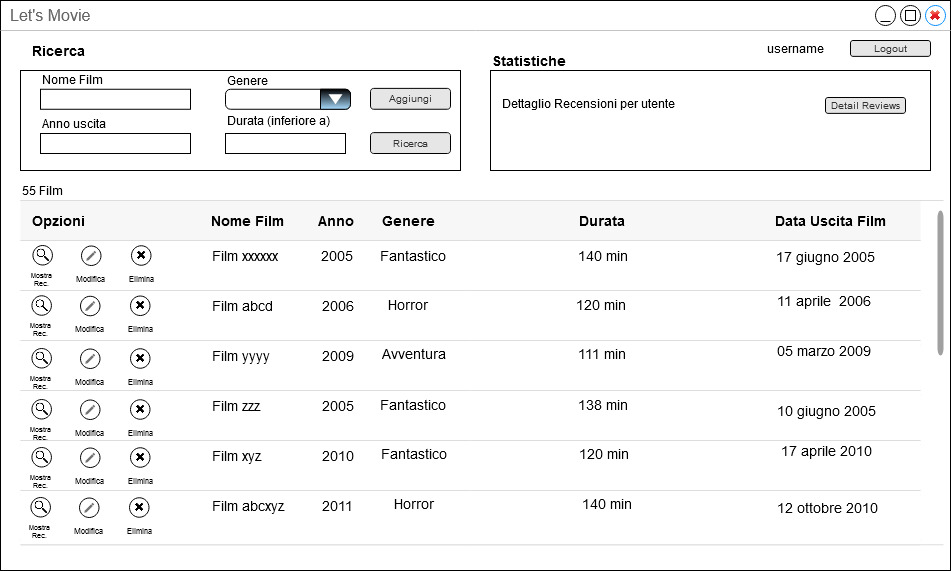 Let's Movie
username
Logout
Ricerca
Statistiche
Nome Film
Genere
Aggiungi
Anno uscita
Durata (inferiore a)
Ricerca
Dettaglio Recensioni per utente
Detail Reviews
55 Film
Opzioni Nome Film Anno Genere Durata Data Uscita Film
Film xxxxxx 2005 Fantastico 140 min 17 giugno 2005
Mostra Modifica Elimina
Rec.
Film abcd 2006 Horror 120 min 11 aprile 2006
Mostra Modifica Elimina
Rec.
Film yyyy 2009 Avventura 111 min 05 marzo 2009
Mostra Modifica Elimina
Rec.
Film zzz 2005 Fantastico 138 min 10 giugno 2005
Mostra Modifica Elimina
Rec.
Film xyz 2010 Fantastico 120 min 17 aprile 2010
Mostra Modifica Elimina
Rec.
Film abcxyz 2011 Horror 140 min 12 ottobre 2010
Mostra Modifica Elimina
Rec.